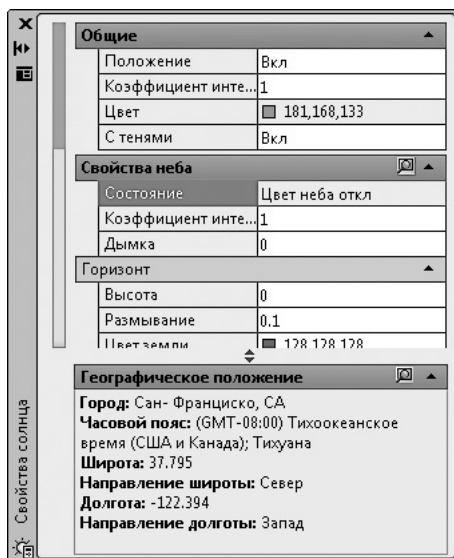 Общие
Положение Вкл
Коэффициент инте... 1
Цвет 181,168,133
С тенями Вкл
Свойства неба
Состояние Цвет неба откл
Коэффициент инте... 1
Дымка 0
Горизонт
Высота 0
Размывание 0.1
Цвет земли 128,128,128
Географическое положение
Город: Сан- Франциско, CA
Часовой пояс: (GMT-08:00) Тихоокеанское
время (США и Канада); Тихуана
Широта: 37.795
Направление широты: Север
Долгота: -122.394
Направление долготы: Запад
Свойства солнца